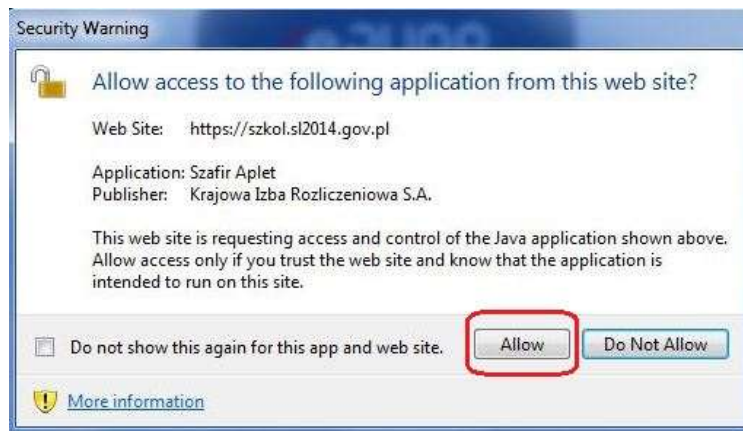 Security Warning
Allow access to the following application from this web site?
Web Site: https://szkol.sl2014.gov.pl
Application: Szafir Aplet
Publisher: Krajowa Izba Rozliczeniowa S.A.
This web site is requesting access and control of the Java application shown above.
Allow access only if you trust the web site and know that the application is
intended to run on this site.
Do not show this again for this app and web site. Allow Do Not Allow
More information